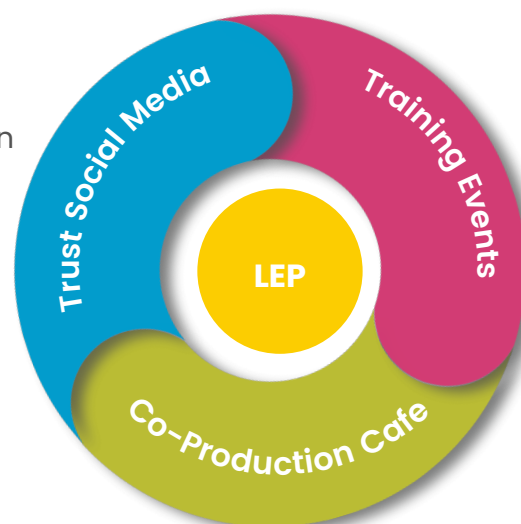 n
Trust Social Media
Training Events
LEP
Co-Production Cafe